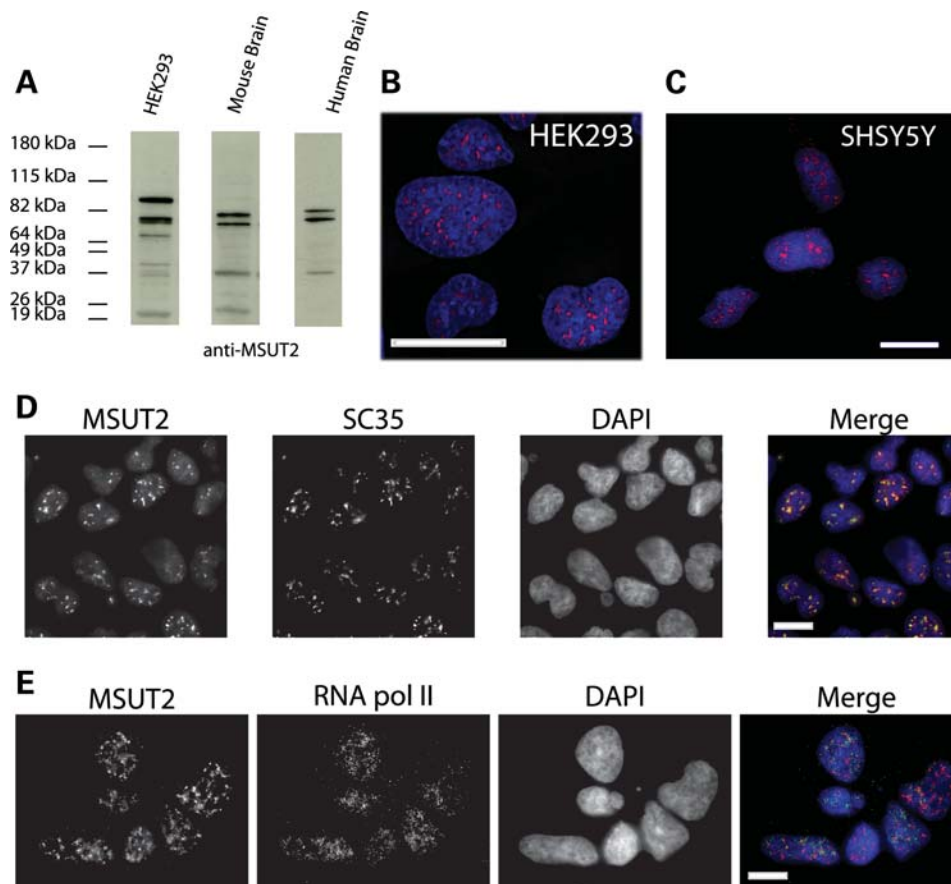 A
HEK293
Mouse Brain
Human Brain
180 kDa
115 kDa
82 kDa
64 kDa
49 kDa
37 kDa
26 kDa
19 kDa
anti-MSUT2
B
HEK293
C
SHSY5Y
D
MSUT2 SC35 DAPI Merge
E
MSUT2 RNA pol II DAPI Merge